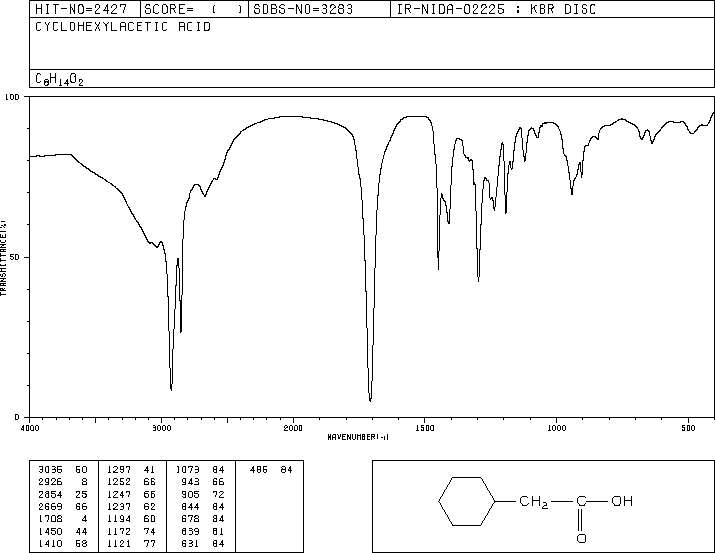 HIT-NO=2427 SCORE= ( ) SDBS-NO=3283 IR-NIDA-02225 : KBR DISC
CYCLOHEXYLACETIC ACID
C8H14O2
100
50
0
TRANSMITTANCE(%)
4000 3000 2000 1500 1000 500
WAVENUMBER(-1)
3036 60 1297 41 1073 84 486 84
2926 8 1252 66 943 66
2854 25 1247 66 905 72
2669 66 1237 62 844 84
1708 4 1194 60 678 84
1450 44 1172 74 639 81
1410 58 1121 77 631 84
CH2 C OH
O